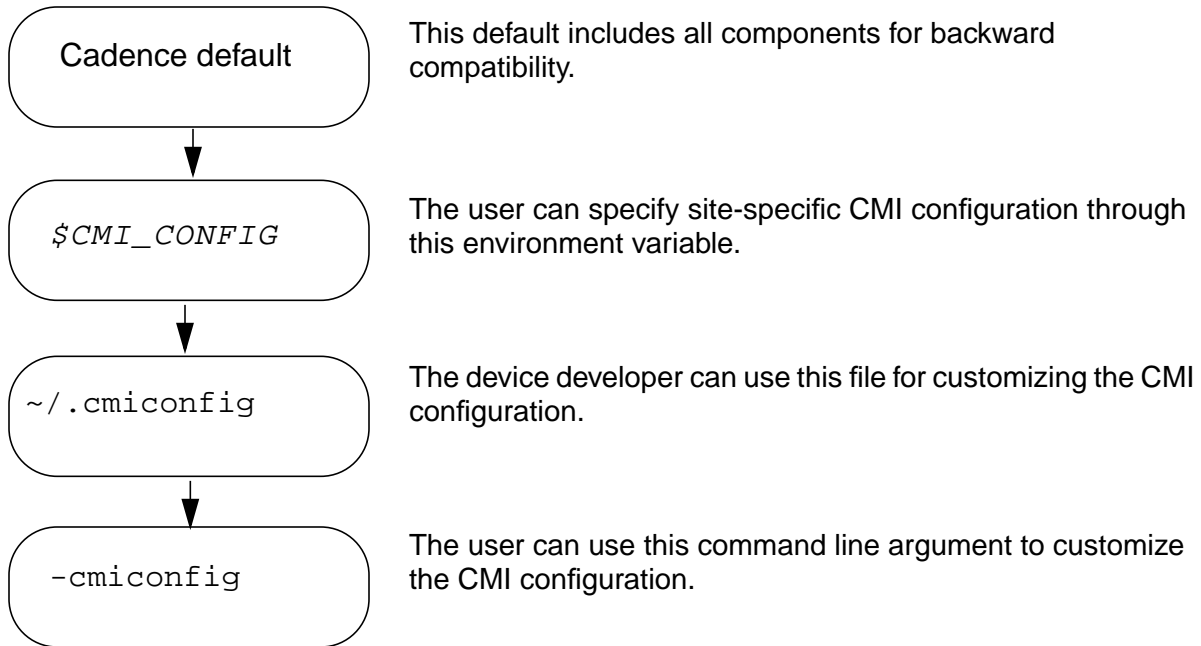 Cadence default
This default includes all components for backward
compatibility.
$CMI_CONFIG
The user can specify site-specific CMI configuration through
this environment variable.
~/.cmiconfig
The device developer can use this file for customizing the CMI
configuration.
-cmiconfig
The user can use this command line argument to customize
the CMI configuration.